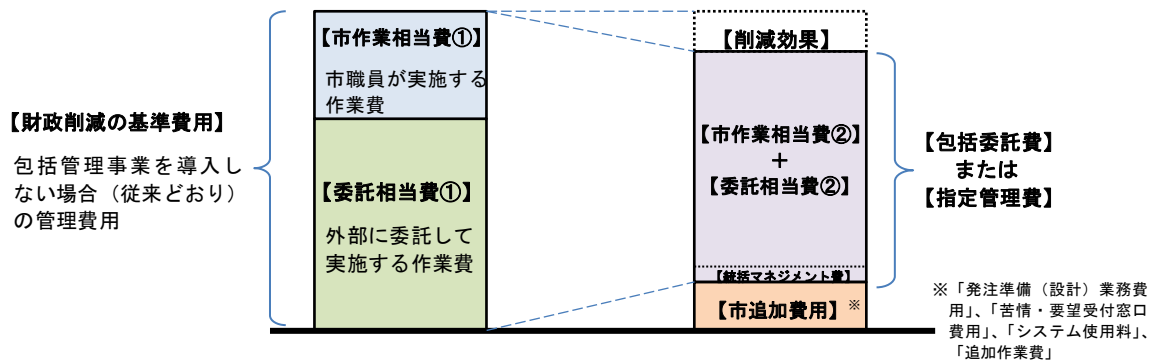 【財政削減の基準費用】
包括管理事業を導入し
ない場合（従来どおり）
の管理費用
【市作業相当費①】
市職員が実施する
作業費
【委託相当費①】
外部に委託して
実施する作業費
【削減効果】
【市作業相当費②】
＋
【委託相当費②】
【統括マネジメント費】
【市追加費用】※
【包括委託費】
または
【指定管理費】
※「発注準備（設計）業務費
用」、「苦情・要望受付窓口
費用」、「システム使用料」、
「追加作業費」